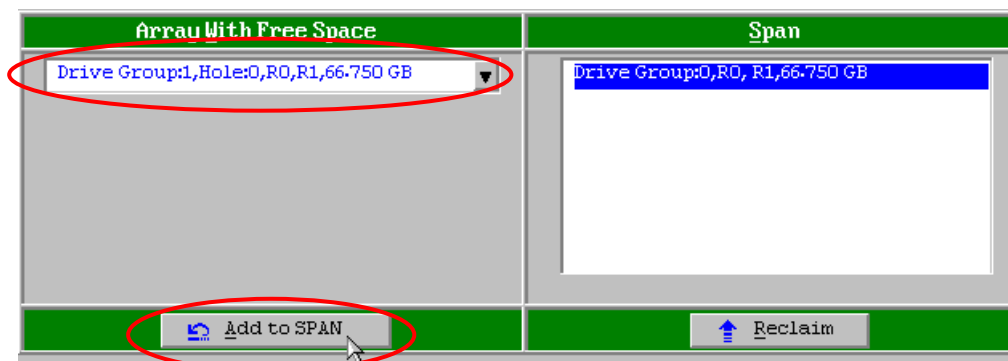 Array With Free Space
Span
Drive Group:1,Hole:0,R0,R1,66.750 GB
Drive Group:0,R0, R1,66.750 GB
Add to SPAN
Reclaim